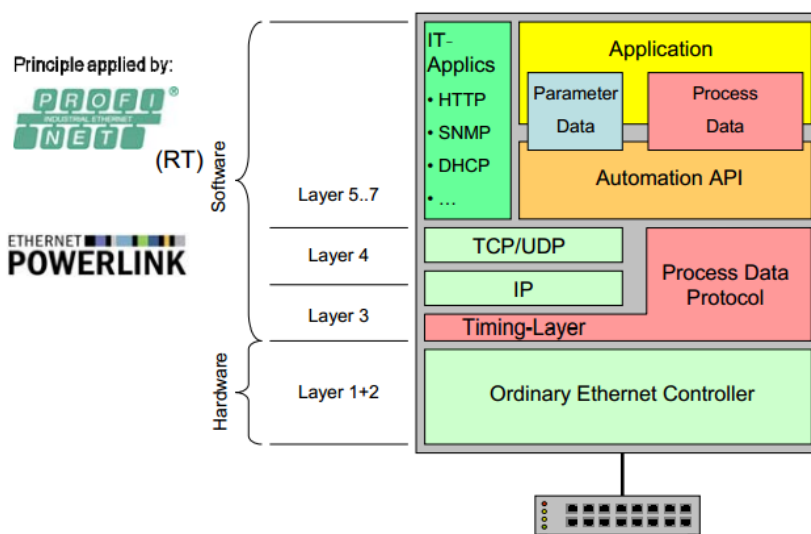 Principle applied by:
PROFI®
INDUSTRIAL ETHERNET
NET
(RT)
ETHERNET
POWERLINK
Software
Hardware
Layer 5..7
Layer 4
Layer 3
Layer 1+2
IT-
Applics
• HTTP
• SNMP
• DHCP
• ...
Application
Parameter
Data
Process
Data
Automation API
TCP/UDP
IP
Process Data
Protocol
Timing-Layer
Ordinary Ethernet Controller